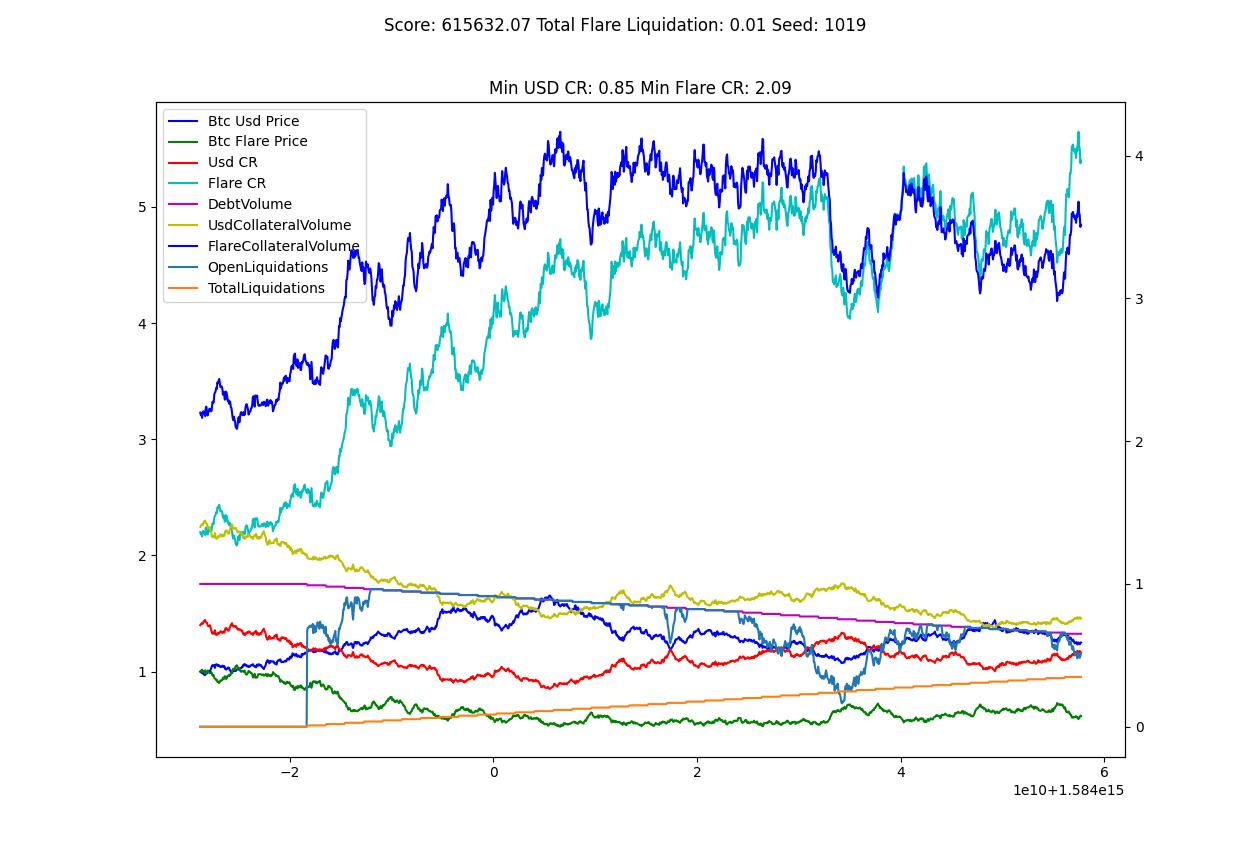 Score: 615632.07 Total Flare Liquidation: 0.01 Seed: 1019
Min USD CR: 0.85 Min Flare CR: 2.09
Btc Usd Price
Btc Flare Price
Usd CR
Flare CR
DebtVolume
UsdCollateralVolume
FlareCollateralVolume
OpenLiquidations
TotalLiquidations
5
4
3
2
1
4
3
2
1
0
−2
0
2
4
6
1e10+1.584e15